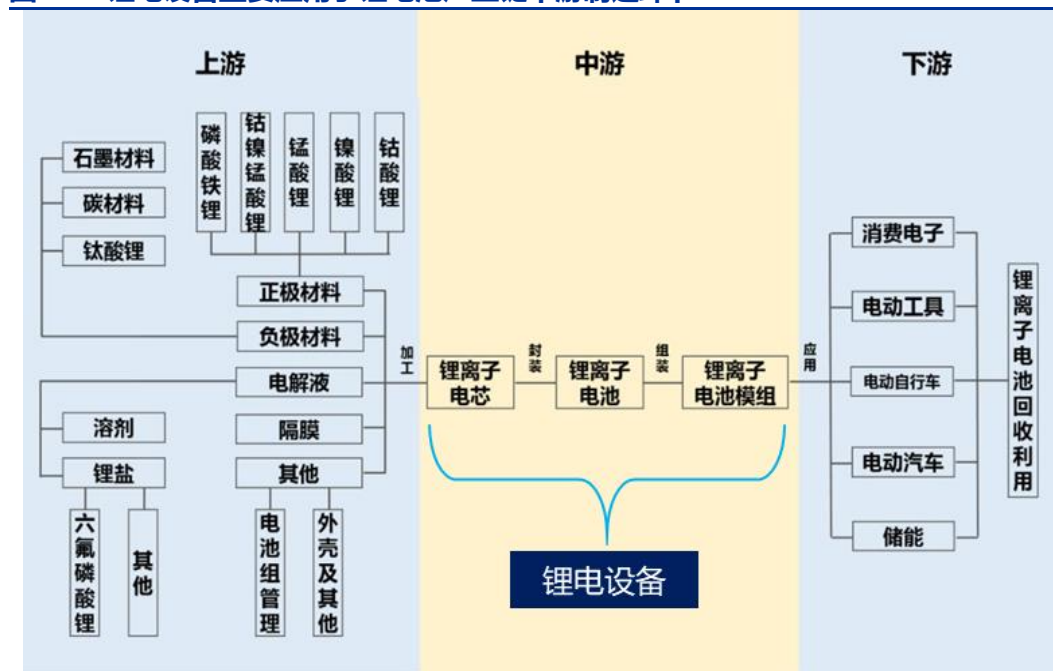 上游
中游
下游
石墨材料
碳材料
钛酸锂
磷酸铁锂
钴镍锰酸锂
锰酸锂
镍酸锂
钴酸锂
正极材料
负极材料
电解液
隔膜
其他
溶剂
锂盐
六氟磷酸锂
其他
电池组管理
外壳及其他
加工
锂离子
电芯
封装
锂离子
电池
组装
锂离子
电池模组
锂电设备
应用
消费电子
电动工具
电动自行车
电动汽车
储能
锂离子电池回收利用